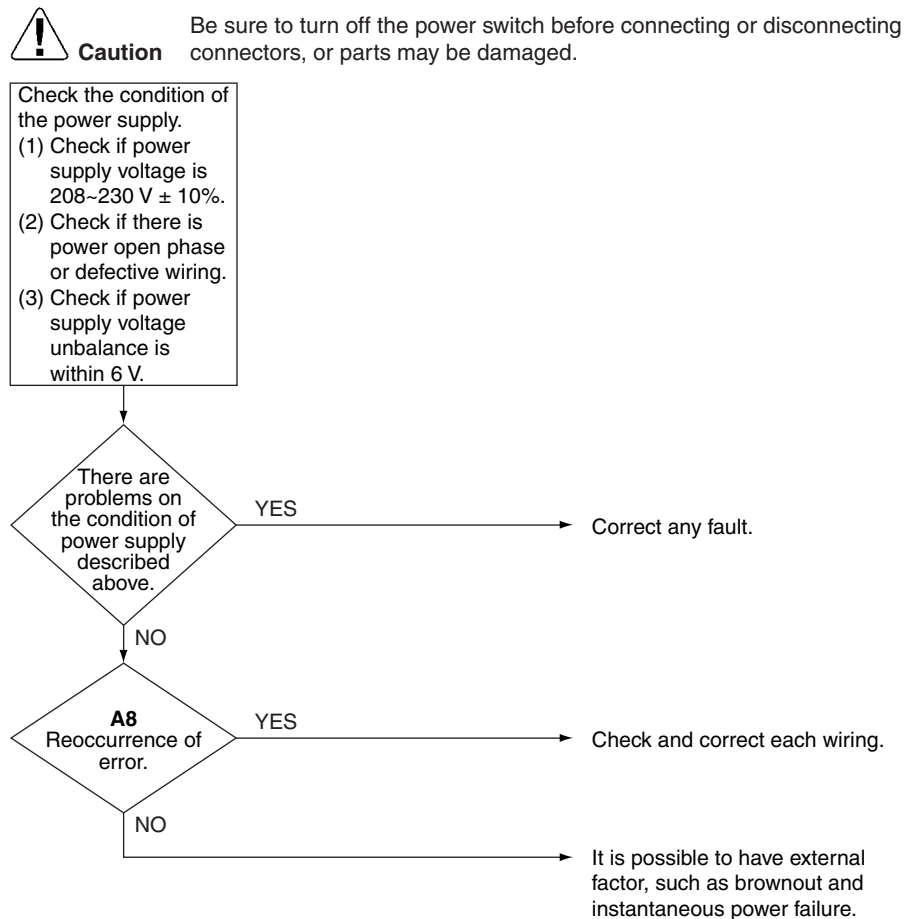 Be sure to turn off the power switch before connecting or disconnecting
Caution connectors, or parts may be damaged.
Check the condition of
the power supply.
(1) Check if power
supply voltage is
208~230 V ± 10%.
(2) Check if there is
power open phase
or defective wiring.
(3) Check if power
supply voltage
unbalance is
within 6 V.
There are
problems on
the condition of
power supply
described
above.
YES
Correct any fault.
NO
A8
Reoccurrence of
error.
YES
Check and correct each wiring.
NO
It is possible to have external
factor, such as brownout and
instantaneous power failure.